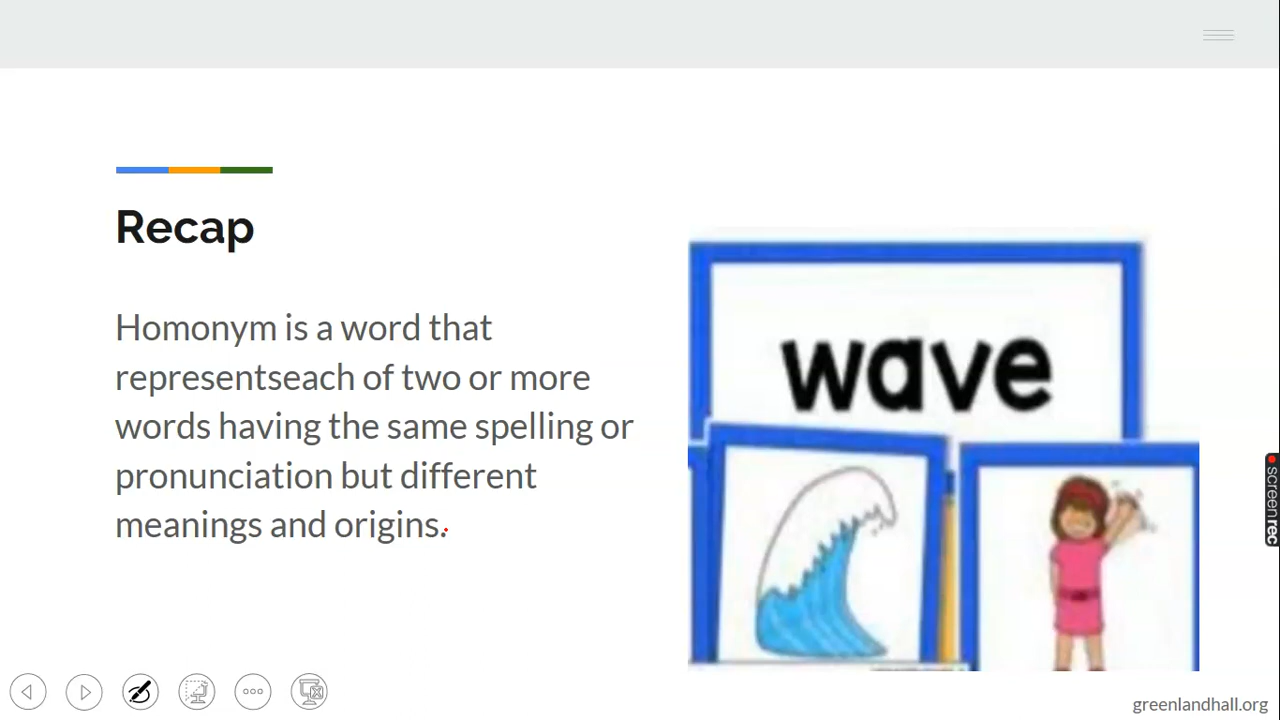 Recap
Homonym is a word that
representseach of two or more
words having the same spelling or
pronunciation but different
meanings and origins.
wave
screenrec
greenlandhall.org